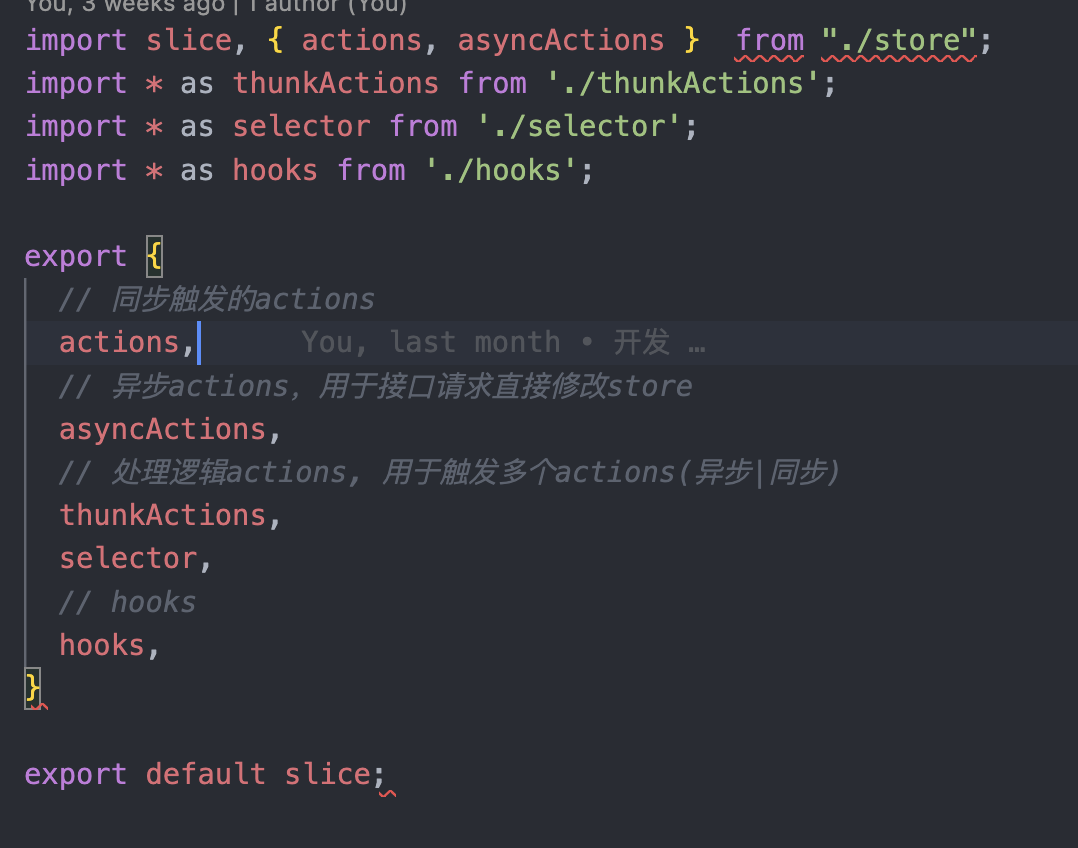 You, 3 weeks ago | 1 author (You)
import slice, { actions, asyncActions }  from "./store";
import * as thunkActions from './thunkActions';
import * as selector from './selector';
import * as hooks from './hooks';
export {
// 同步触发的actions
actions, You, last month • 开发 …
// 异步actions，用于接口请求直接修改store
asyncActions,
// 处理逻辑actions, 用于触发多个actions(异步|同步)
thunkActions,
selector,
// hooks
hooks,
}
export default slice;